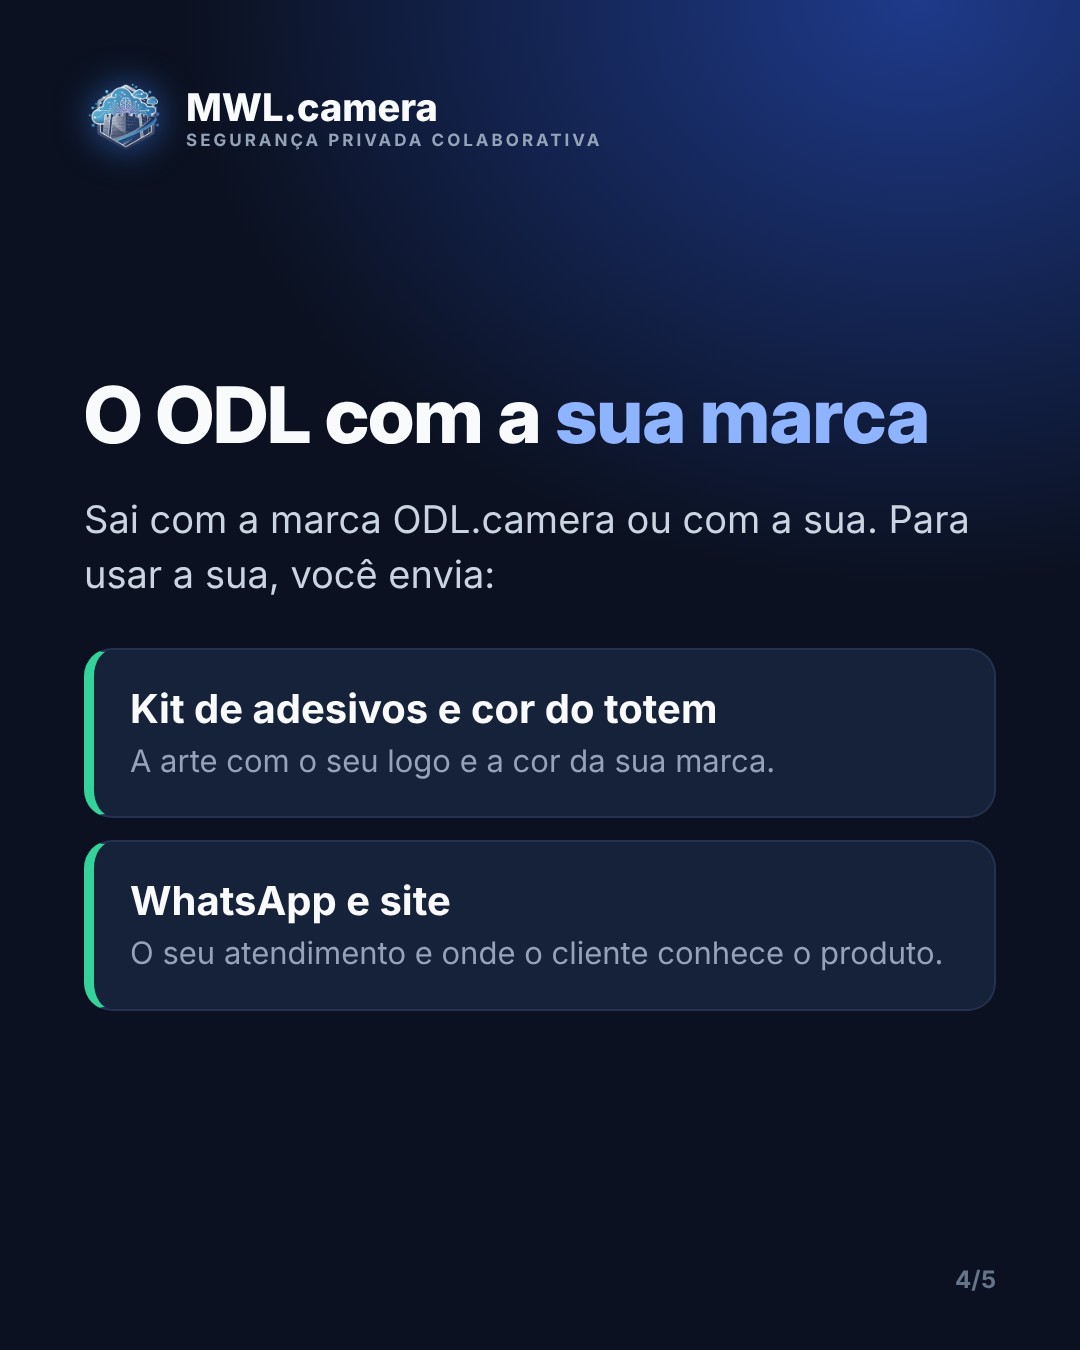 MWL.camera
SEGURANÇA PRIVADA COLABORATIVA
O ODL com a sua marca
Sai com a marca ODL.camera ou com a sua. Para
usar a sua, você envia:
Kit de adesivos e cor do totem
A arte com o seu logo e a cor da sua marca.
WhatsApp e site
O seu atendimento e onde o cliente conhece o produto.
4/5